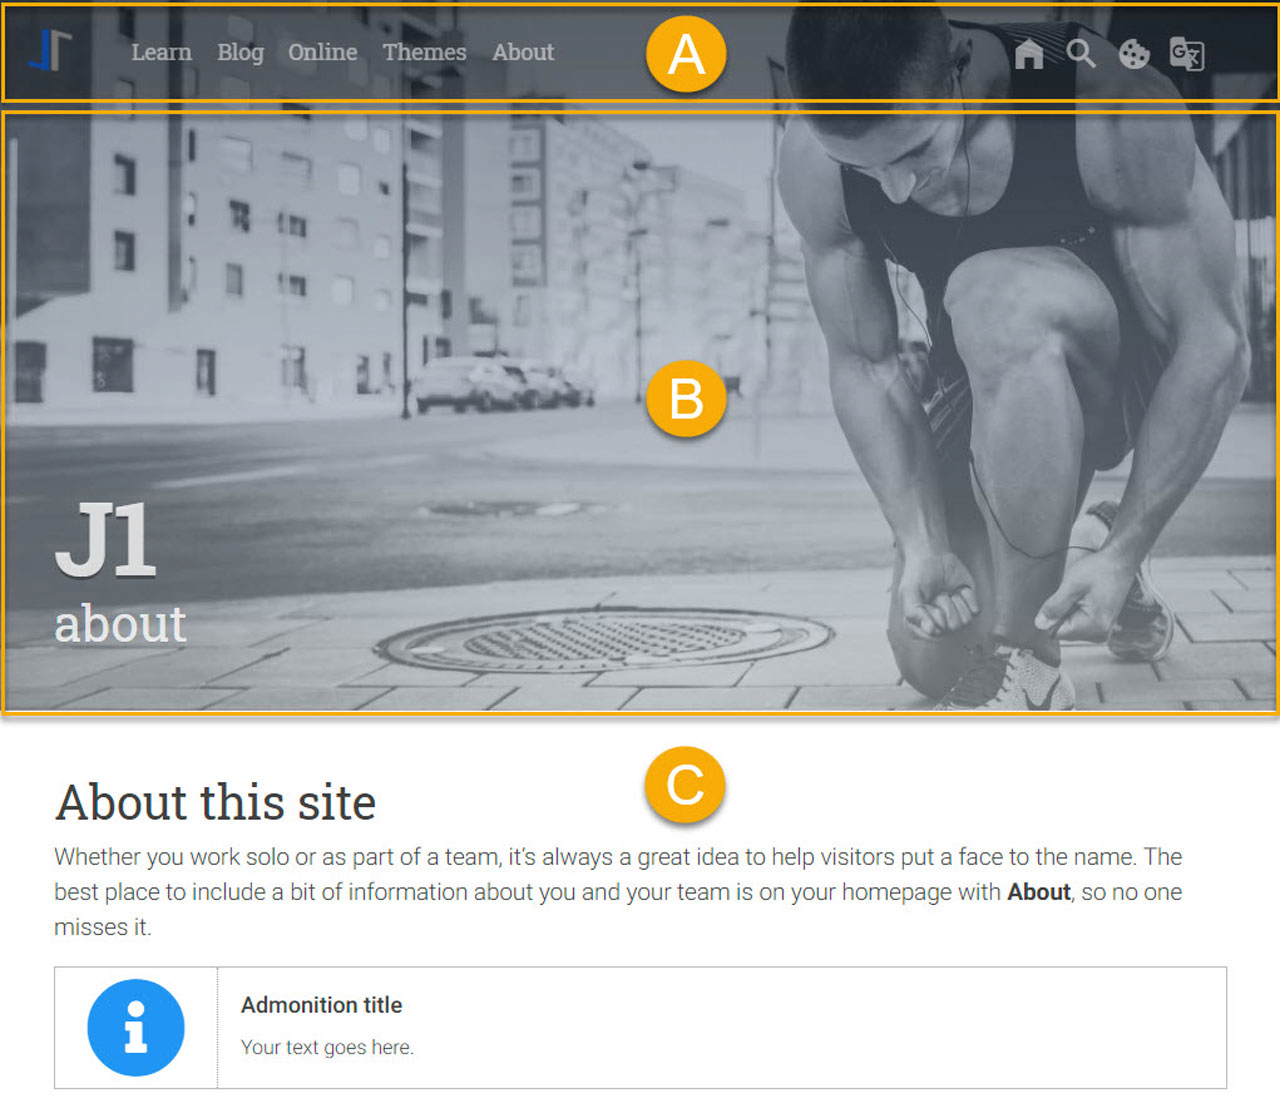 Learn Blog Online Themes About
A
B
J1
about
C
About this site
Whether you work solo or as part of a team, it’s always a great idea to help visitors put a face to the name. The
best place to include a bit of information about you and your team is on your homepage with About, so no one
misses it.
Admonition title
Your text goes here.